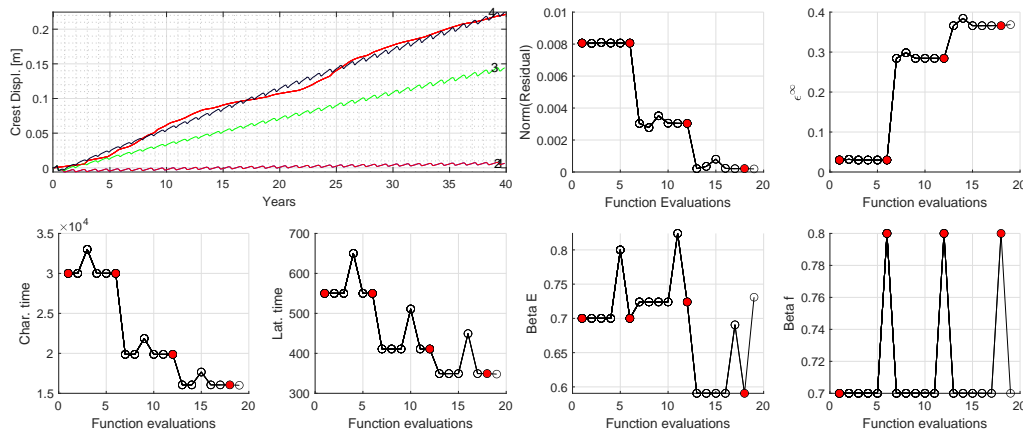 0.2
0.15
0.1
0.05
0
Crest Displ. [m]
0 5 10 15 20 25 30 35 40
Years
4
3
0.008
0.006
0.004
0.002
0
Norm(Residual)
0 5 10 15 20
Function Evaluations
0.4
0.3
0.2
0.1
0
ϵ∞
0 5 10 15 20
Function evaluations
×10⁴
3.5
3
2.5
2
1.5
Char. time
0 5 10 15 20
Function evaluations
700
600
500
400
300
Lat. time
0 5 10 15 20
Function evaluations
0.8
0.75
0.7
0.65
0.6
Beta E
0 5 10 15 20
Function evaluations
0.8
0.78
0.76
0.74
0.72
0.7
Beta f
0 5 10 15 20
Function evaluations